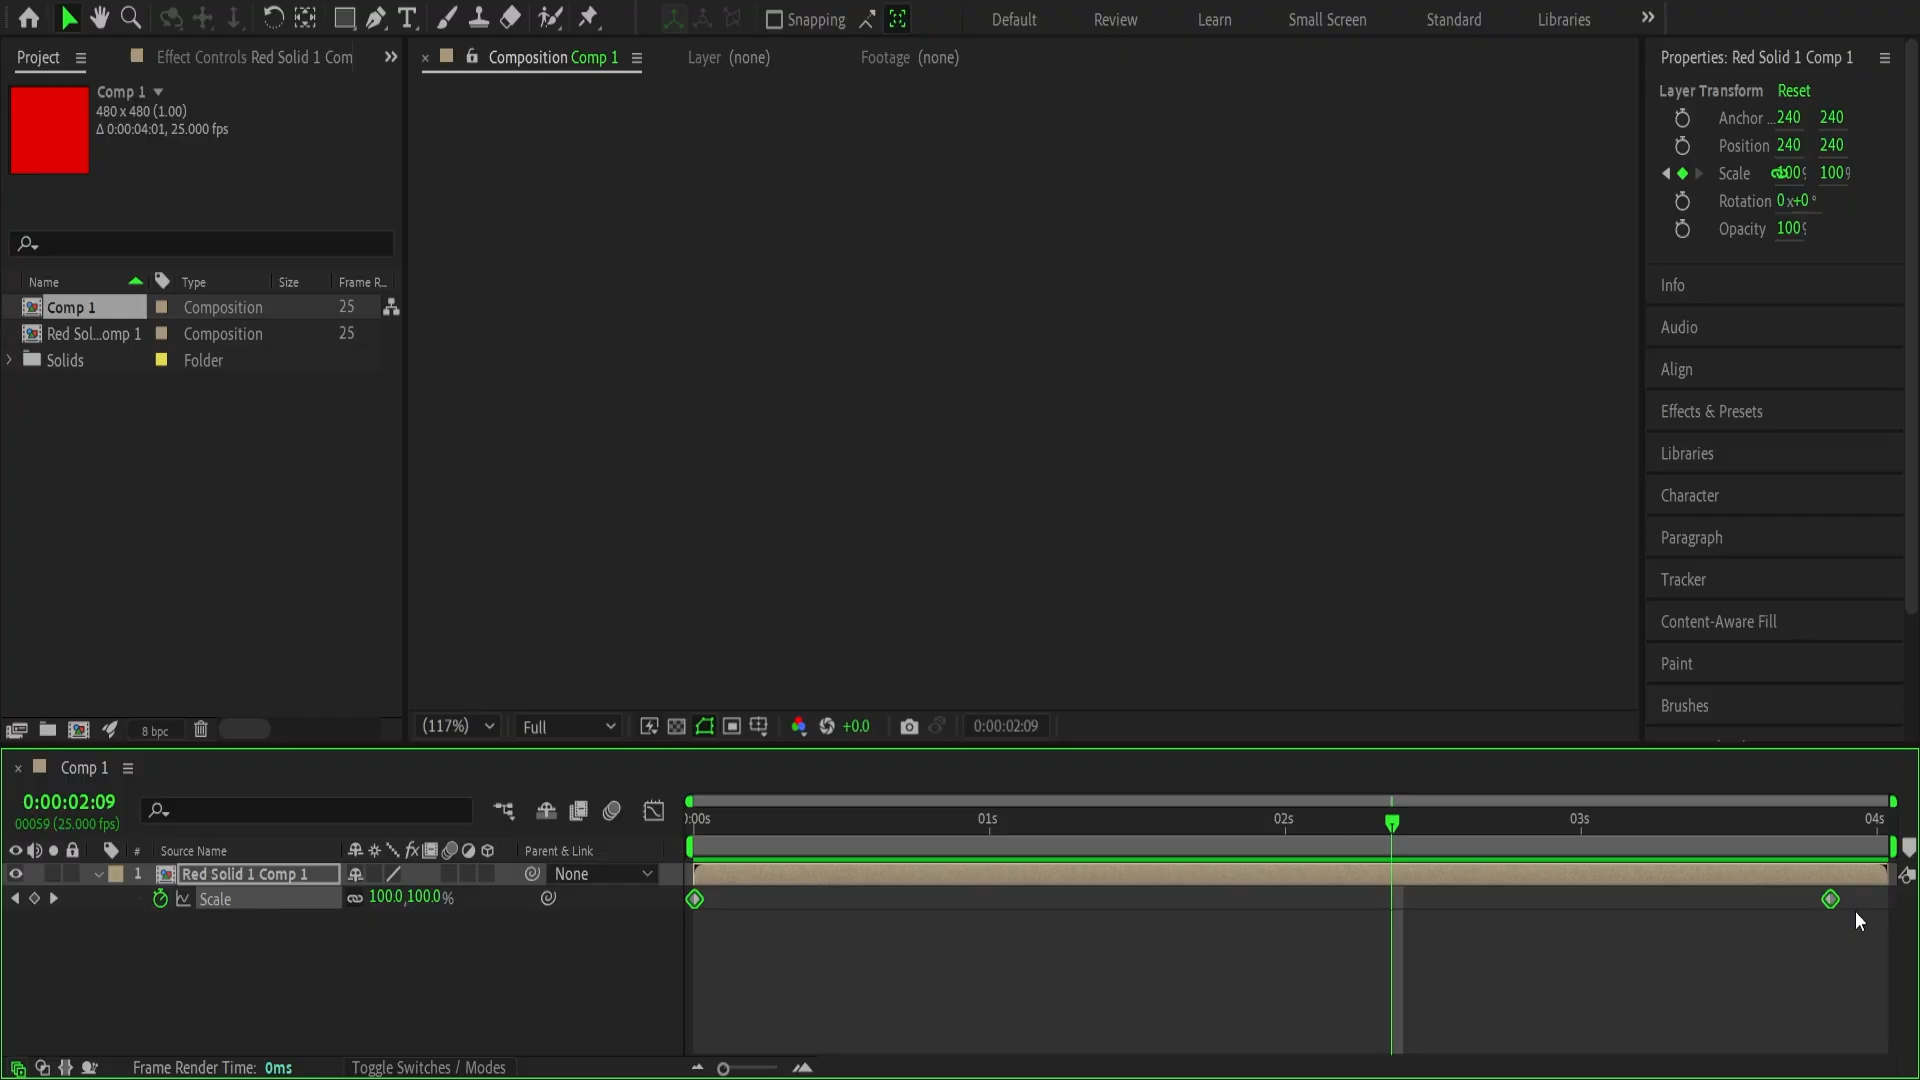 Snapping
Default
Review
Learn
Small Screen
Standard
Libraries
Project
Effect Controls Red Solid 1 Com
Composition Comp 1
Layer (none)
Footage (none)
Properties: Red Solid 1 Comp 1
Comp 1
480 x 480 (1.00)
Δ 0:00:04:01, 25.000 fps
Layer Transform Reset
Anchor ... 240 240
Position 240 240
Scale 100% 100%
Rotation 0x+0°
Opacity 100%
Name Type Size Frame R...
Comp 1 Composition 25
Red Sol...omp 1 Composition 25
Solids Folder
Info
Audio
Align
Effects & Presets
Libraries
Character
Paragraph
Tracker
Content-Aware Fill
Paint
Brushes
8 bpc
(117%)
Full
+0.0
0:00:02:09
Comp 1
0:00:02:09
00059 (25.000 fps)
):00s 01s 02s 03s 04s
# Source Name fx Parent & Link
1 Red Solid 1 Comp 1 None
Scale 100.0,100.0%
Frame Render Time: 0ms
Toggle Switches / Modes